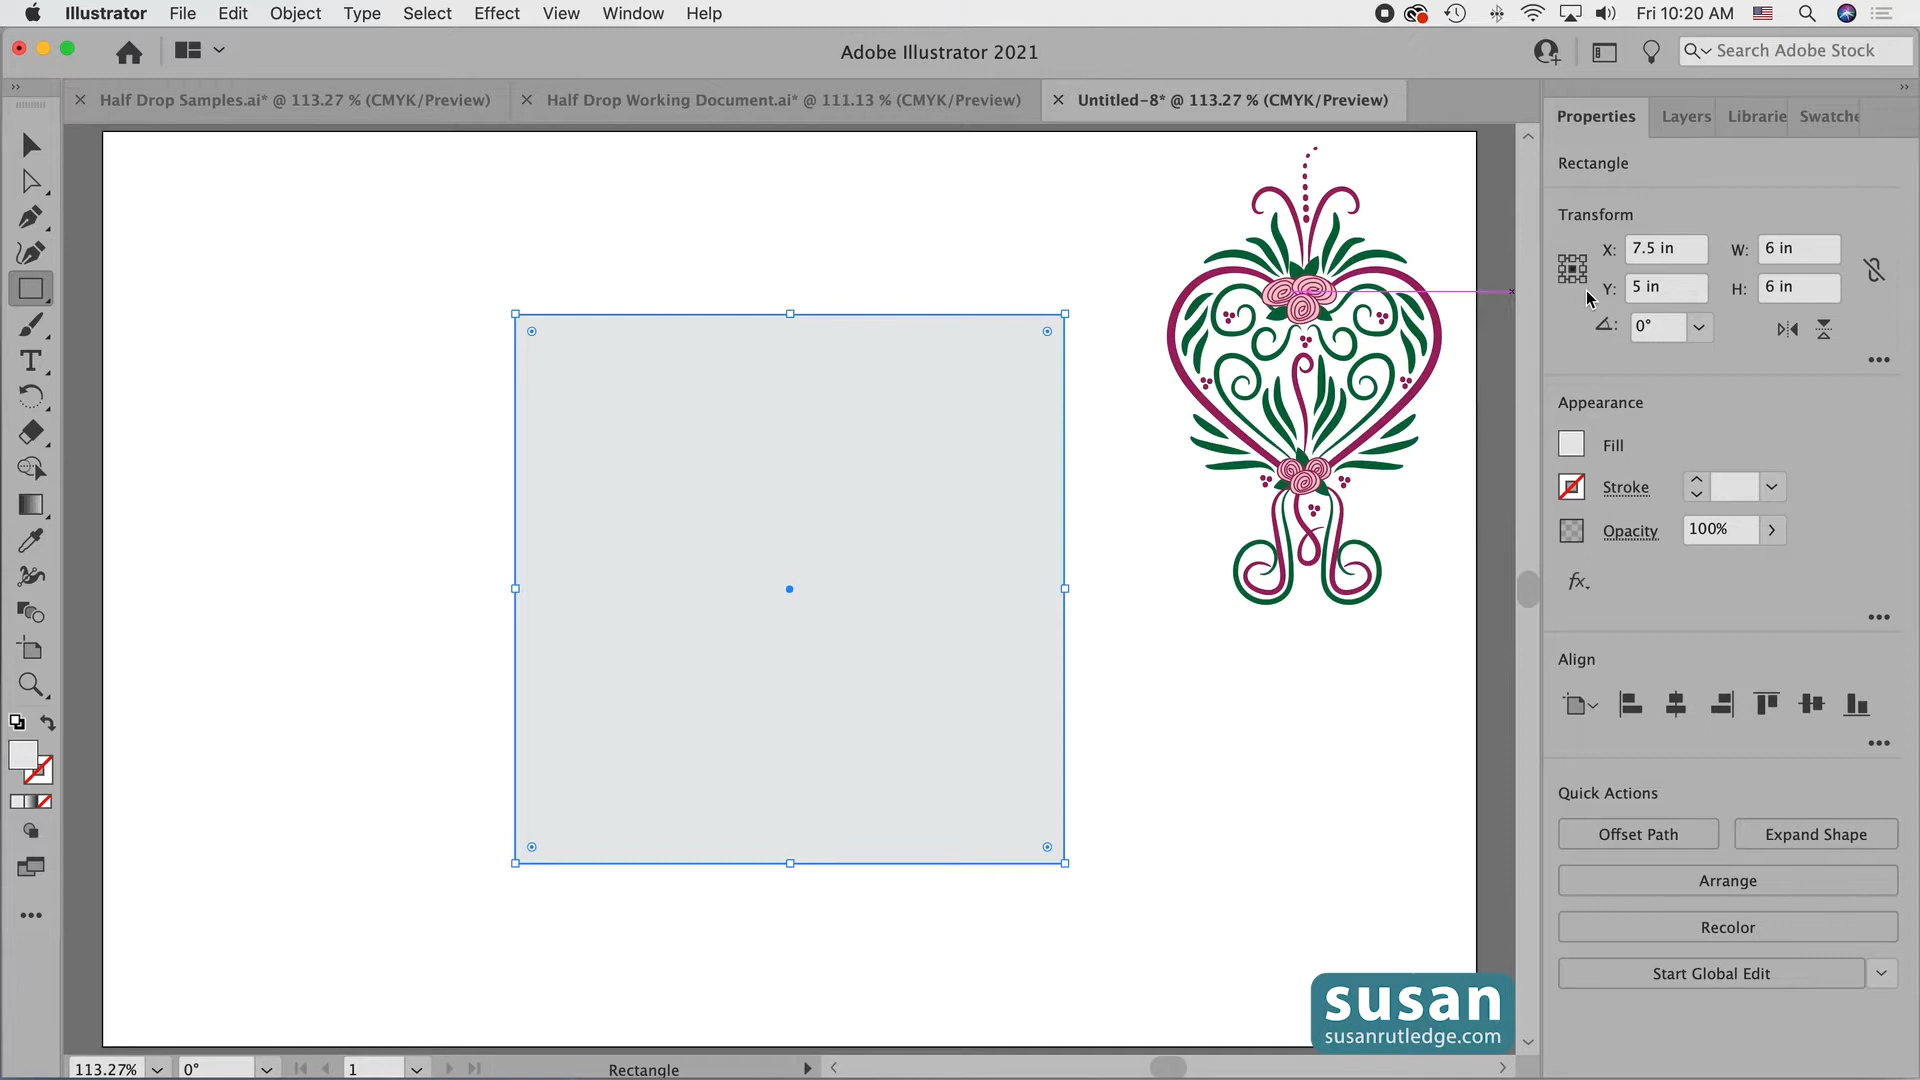 Illustrator File Edit Object Type Select Effect View Window Help
Fri 10:20 AM
Adobe Illustrator 2021
Search Adobe Stock
Half Drop Samples.ai* @ 113.27 % (CMYK/Preview)
Half Drop Working Document.ai* @ 111.13 % (CMYK/Preview)
Untitled-8* @ 113.27 % (CMYK/Preview)
Properties Layers Librarie Swatche
Rectangle
Transform
X: 7.5 in W: 6 in
Y: 5 in H: 6 in
0°
Appearance
Fill
Stroke
Opacity 100%
fx.
Align
Quick Actions
Offset Path Expand Shape
Arrange
Recolor
Start Global Edit
susan
susanrutledge.com
113.27% 0° 1 Rectangle